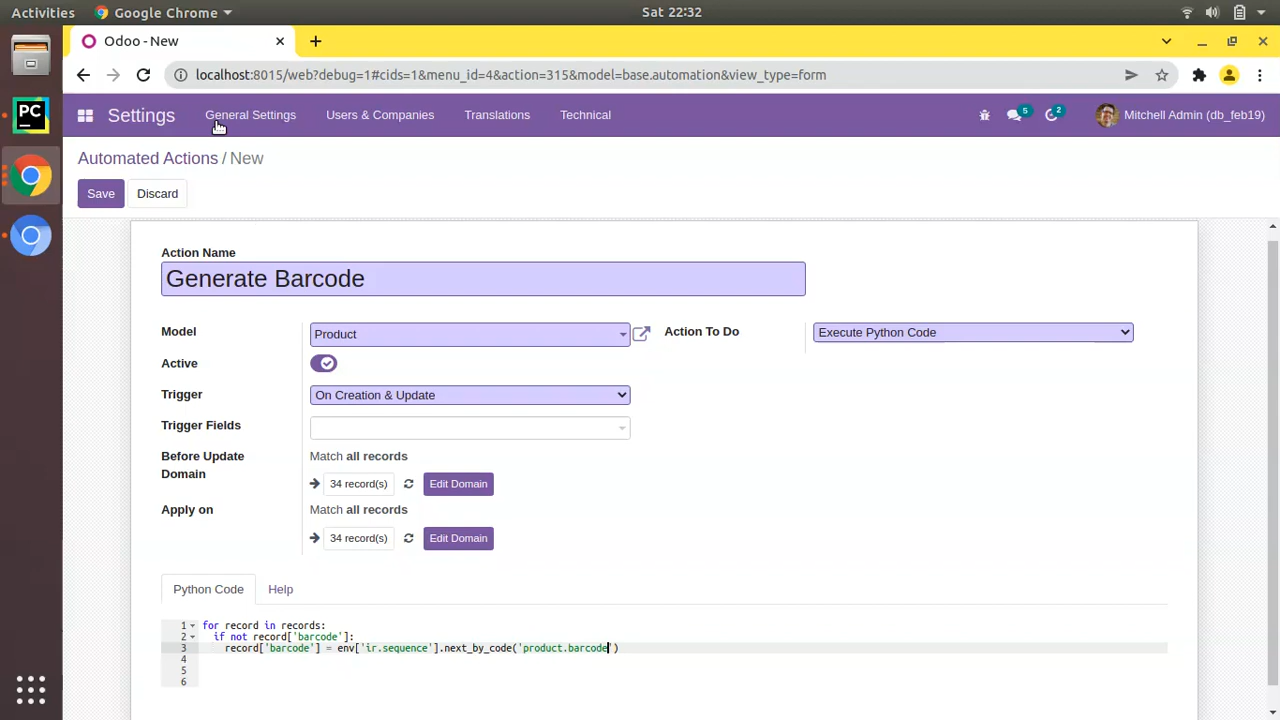 Activities
Google Chrome
Sat 22:32
Odoo - New
localhost:8015/web?debug=1#cids=1&menu_id=4&action=315&model=base.automation&view_type=form
Settings
General Settings
Users & Companies
Translations
Technical
5
2
Mitchell Admin (db_feb19)
Automated Actions / New
Save
Discard
Action Name
Generate Barcode
Model
Product
Action To Do
Execute Python Code
Active
Trigger
On Creation & Update
Trigger Fields
Before Update
Domain
Match all records
34 record(s)
Edit Domain
Apply on
Match all records
34 record(s)
Edit Domain
Python Code
Help
1 for record in records:
2 if not record['barcode']:
3 record['barcode'] = env['ir.sequence'].next_by_code('product.barcode')
4
5
6
PC